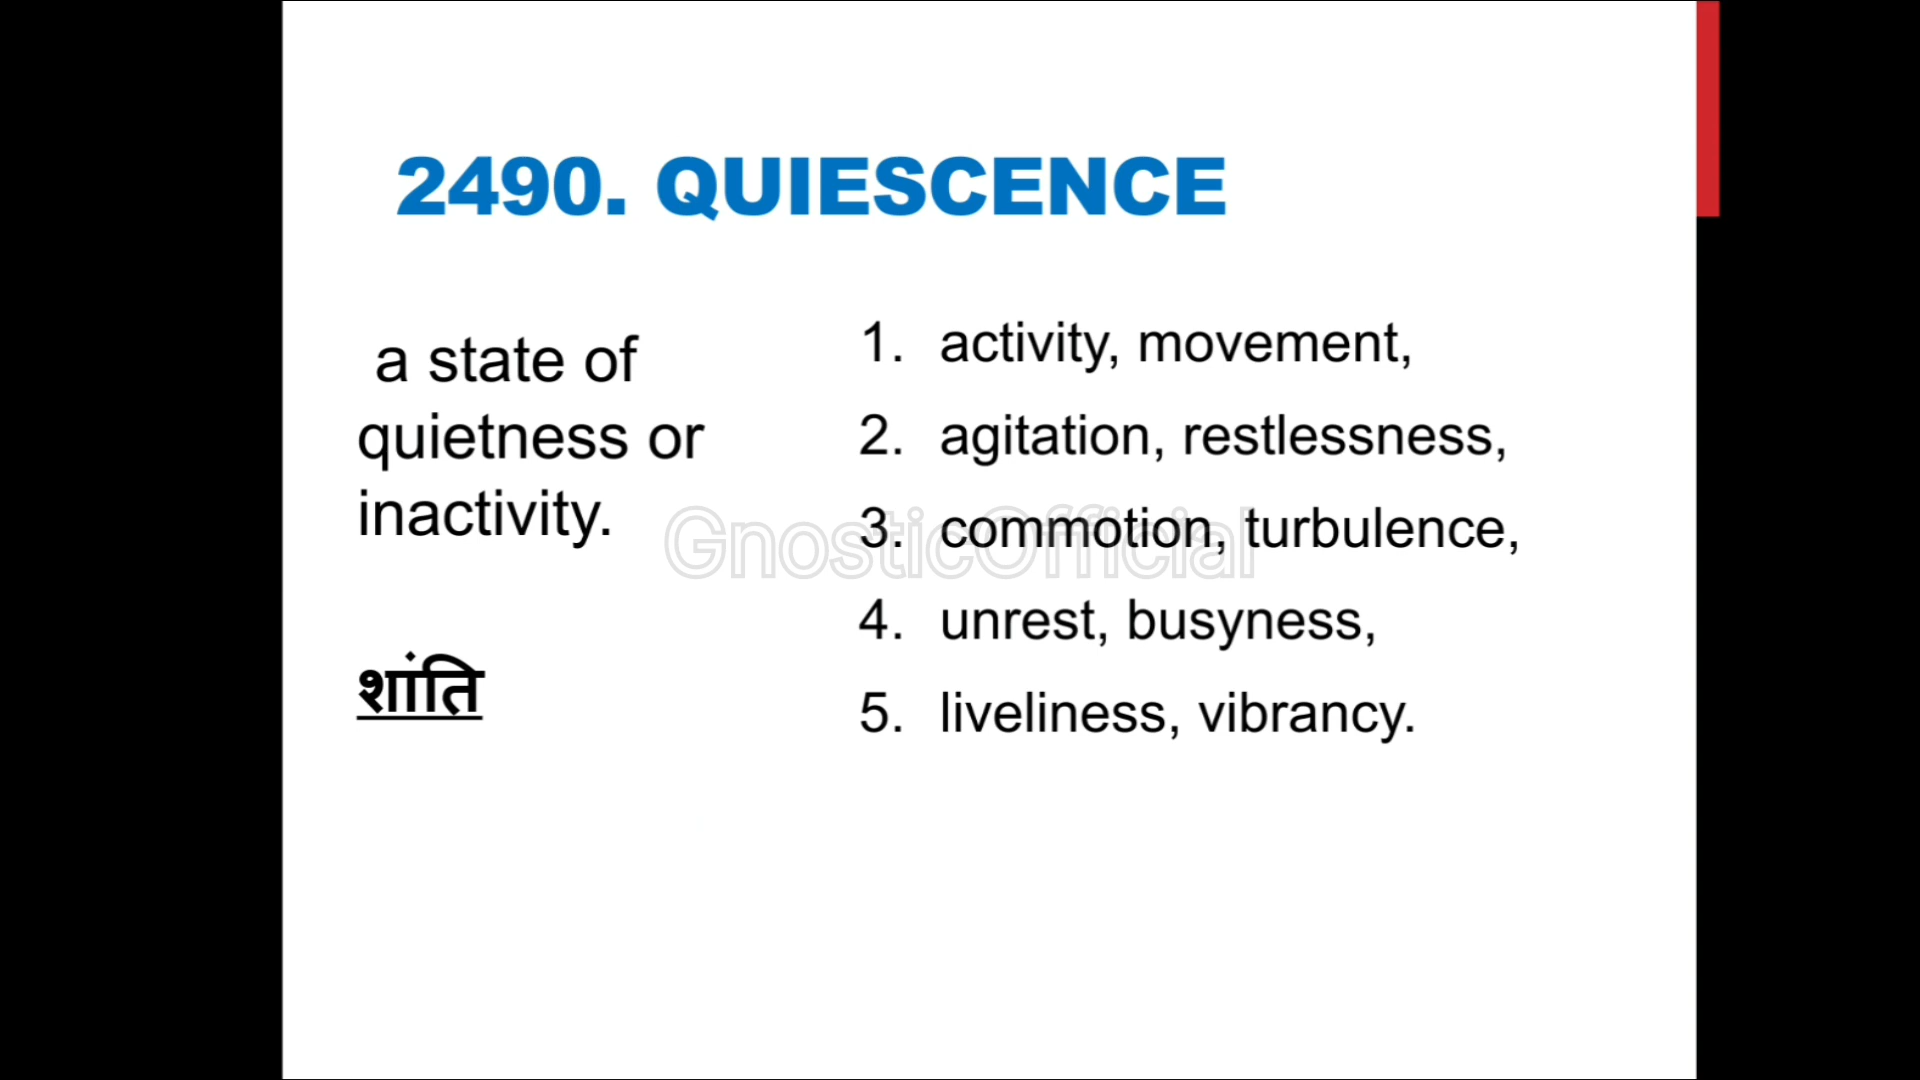 2490. QUIESCENCE
a state of
quietness or
inactivity.
शांति
1. activity, movement,
2. agitation, restlessness,
3. commotion, turbulence,
4. unrest, busyness,
5. liveliness, vibrancy.
GnosticOfficial